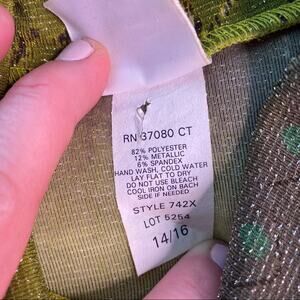 RN 37080 CT
82% POLYESTER
12% METALLIC
6% SPANDEX
HAND WASH, COLD WATER
LAY FLAT TO DRY
DO NOT USE BLEACH
COOL IRON ON BACH
SIDE IF NEEDED
STYLE 742X
LOT 5254
14/16